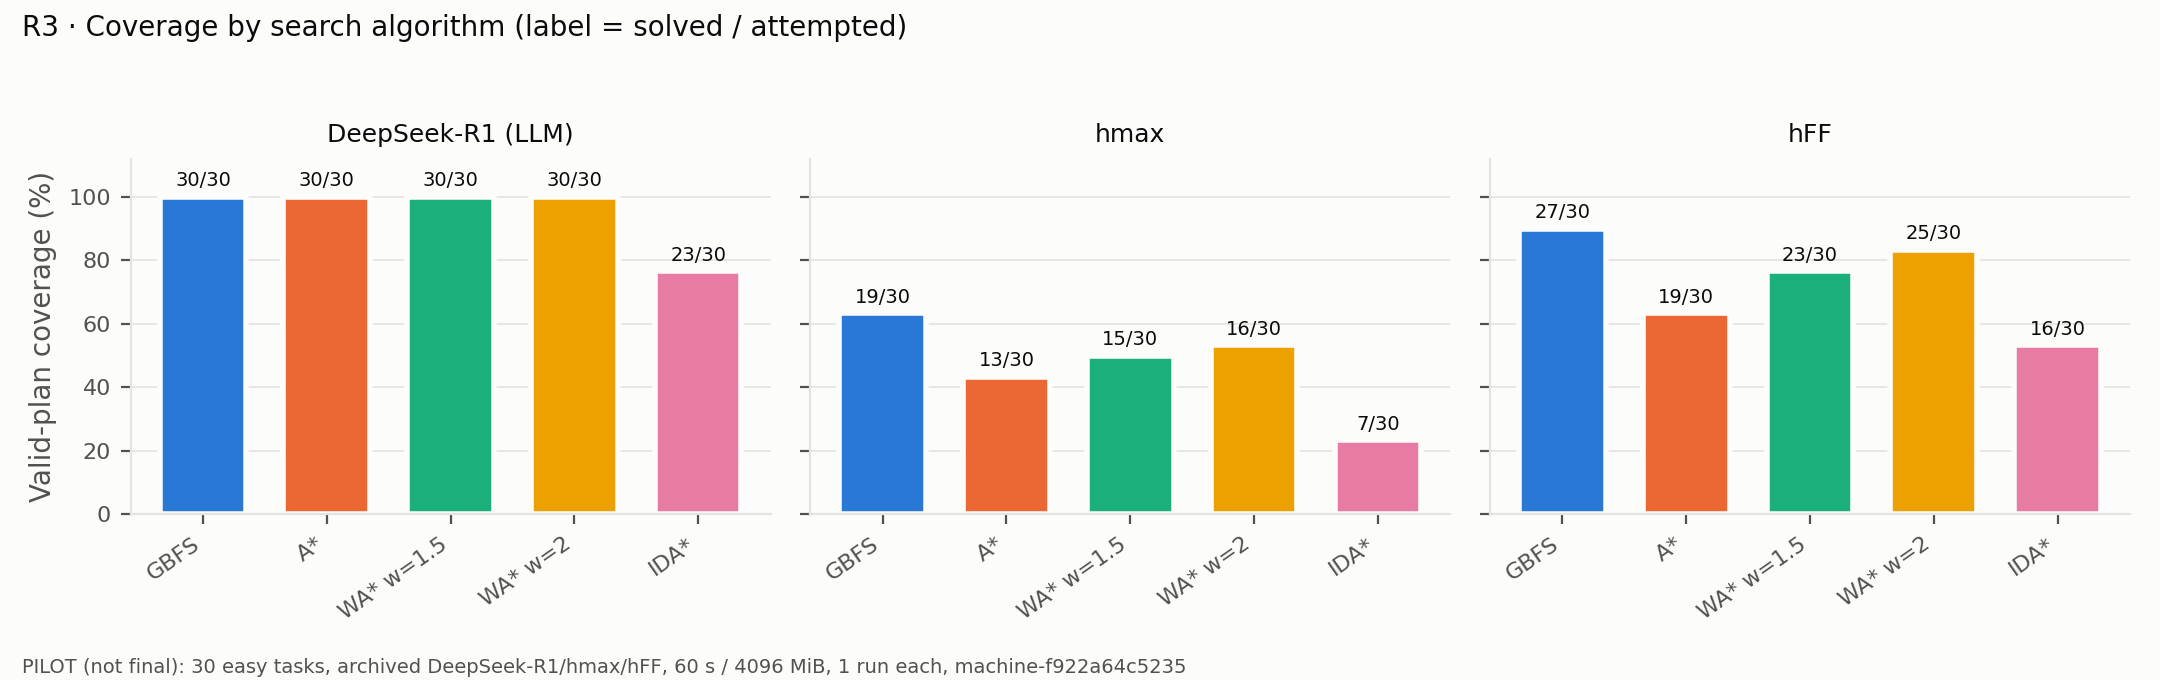 R3 · Coverage by search algorithm (label = solved / attempted)
DeepSeek-R1 (LLM)
hmax
hFF
Valid-plan coverage (%)
100
80
60
40
20
0
30/30
30/30
30/30
30/30
23/30
19/30
13/30
15/30
16/30
7/30
27/30
19/30
23/30
25/30
16/30
GBFS
A*
WA* w=1.5
WA* w=2
IDA*
GBFS
A*
WA* w=1.5
WA* w=2
IDA*
GBFS
A*
WA* w=1.5
WA* w=2
IDA*
PILOT (not final): 30 easy tasks, archived DeepSeek-R1/hmax/hFF, 60 s / 4096 MiB, 1 run each, machine-f922a64c5235